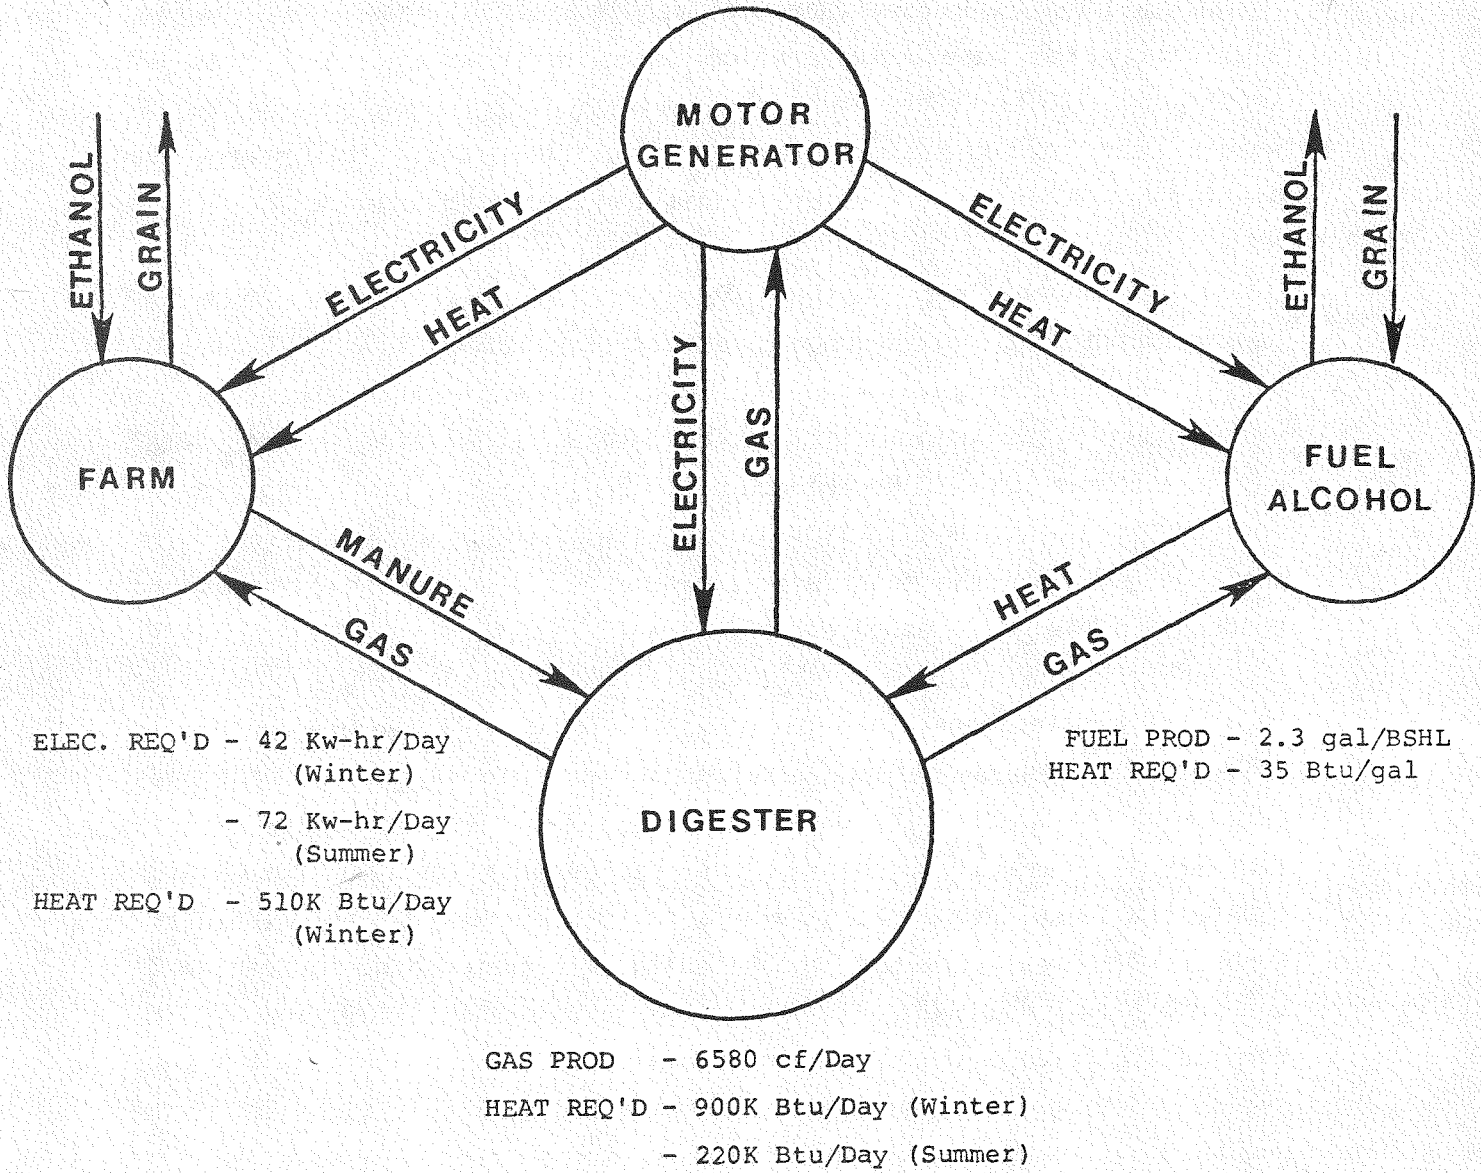 MOTOR
GENERATOR
ETHANOL
GRAIN
ELECTRICITY
HEAT
ELECTRICITY
GAS
ELECTRICITY
HEAT
ETHANOL
GRAIN
FARM
FUEL
ALCOHOL
MANURE
GAS
HEAT
GAS
ELEC. REQ'D - 42 Kw-hr/Day
(Winter)
- 72 Kw-hr/Day
(Summer)
HEAT REQ'D - 510K Btu/Day
(Winter)
FUEL PROD - 2.3 gal/BSHL
HEAT REQ'D - 35 Btu/gal
DIGESTER
GAS PROD - 6580 cf/Day
HEAT REQ'D - 900K Btu/Day (Winter)
- 220K Btu/Day (Summer)